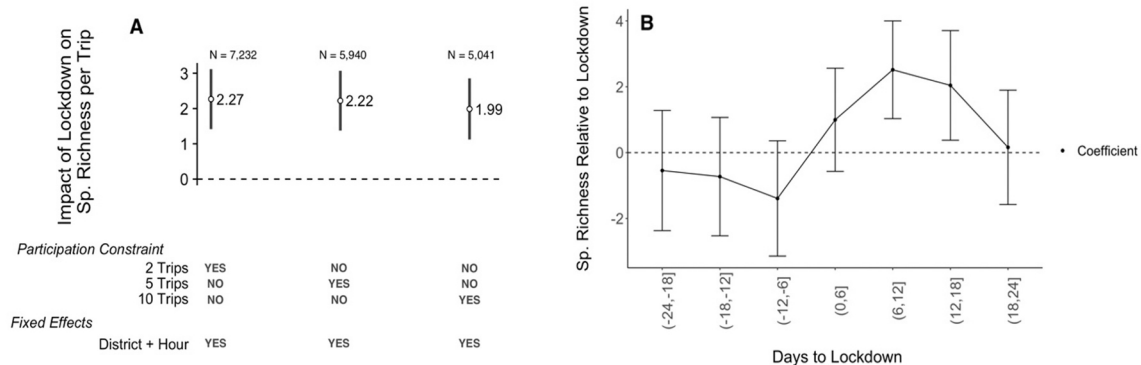 A
Impact of Lockdown on
Sp. Richness per Trip
N = 7,232 N = 5,940 N = 5,041
3
2
1
0
2.27 2.22 1.99
Participation Constraint
2 Trips YES NO NO
5 Trips NO YES NO
10 Trips NO NO YES
Fixed Effects
District + Hour YES YES YES
B
Sp. Richness Relative to Lockdown
4
2
0
-2
(-24,-18] (-18,-12] (-12,-6] (0,6] (6,12] (12,18] (18,24]
Days to Lockdown
Coefficient